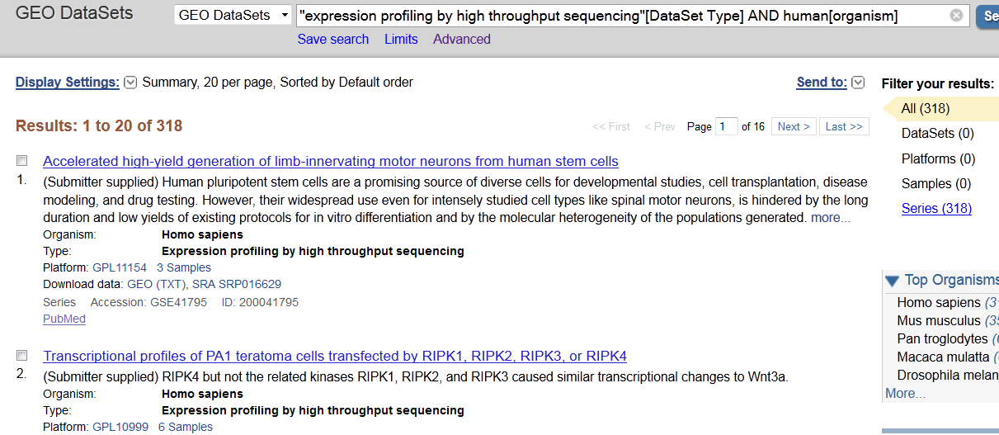 GEO DataSets
GEO DataSets
"expression profiling by high throughput sequencing"[DataSet Type] AND human[organism]
Se
Save search Limits Advanced
Display Settings: Summary, 20 per page, Sorted by Default order
Send to:
Filter your results:
All (318)
DataSets (0)
Platforms (0)
Samples (0)
Series (318)
Results: 1 to 20 of 318
<< First < Prev Page 1 of 16 Next > Last >>
Accelerated high-yield generation of limb-innervating motor neurons from human stem cells
1. (Submitter supplied) Human pluripotent stem cells are a promising source of diverse cells for developmental studies, cell transplantation, disease
modeling, and drug testing. However, their widespread use even for intensely studied cell types like spinal motor neurons, is hindered by the long
duration and low yields of existing protocols for in vitro differentiation and by the molecular heterogeneity of the populations generated. more...
Organism: Homo sapiens
Type: Expression profiling by high throughput sequencing
Platform: GPL11154 3 Samples
Download data: GEO (TXT), SRA SRP016629
Series Accession: GSE41795 ID: 200041795
PubMed
Transcriptional profiles of PA1 teratoma cells transfected by RIPK1, RIPK2, RIPK3, or RIPK4
2. (Submitter supplied) RIPK4 but not the related kinases RIPK1, RIPK2, and RIPK3 caused similar transcriptional changes to Wnt3a.
Organism: Homo sapiens
Type: Expression profiling by high throughput sequencing
Platform: GPL10999 6 Samples
Top Organisms
Homo sapiens (31
Mus musculus (35
Pan troglodytes (6
Macaca mulatta (
Drosophila melan
More...